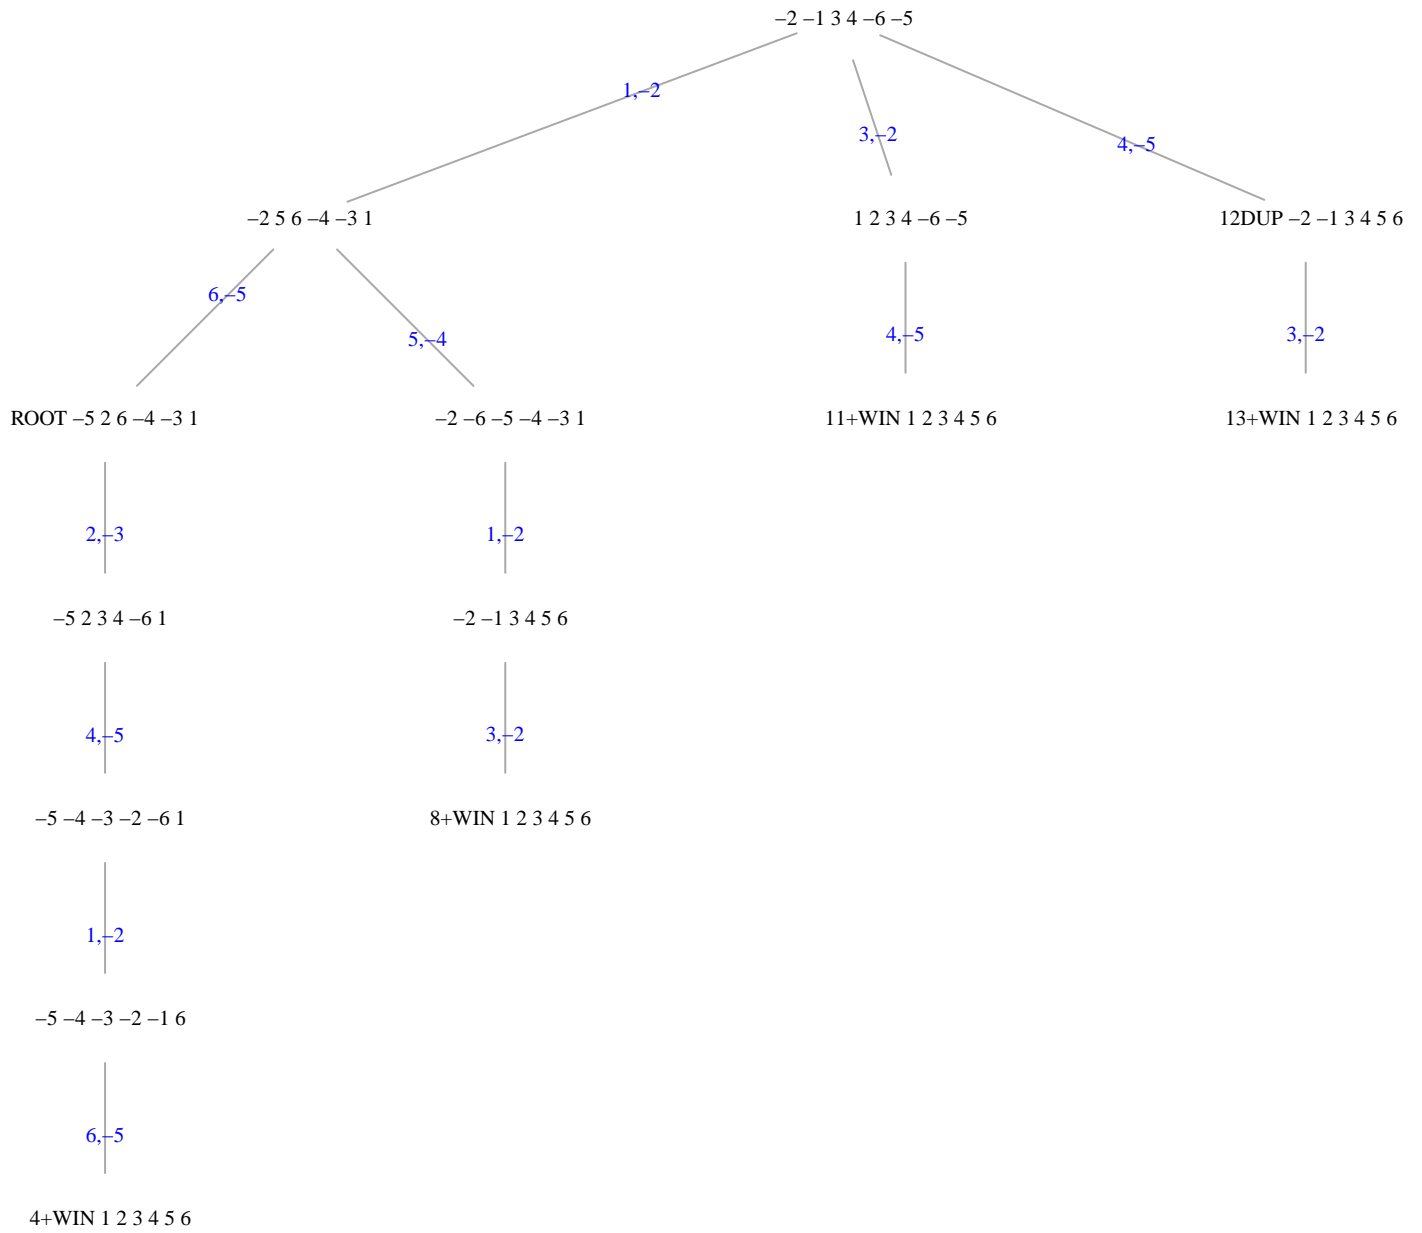 −2 −1 3 4 −6 −5
1,−2
3,−2
4,−5
−2 5 6 −4 −3 1
1 2 3 4 −6 −5
12DUP −2 −1 3 4 5 6
6,−5
5,−4
4,−5
3,−2
ROOT −5 2 6 −4 −3 1
−2 −6 −5 −4 −3 1
11+WIN 1 2 3 4 5 6
13+WIN 1 2 3 4 5 6
2,−3
1,−2
−5 2 3 4 −6 1
−2 −1 3 4 5 6
4,−5
3,−2
−5 −4 −3 −2 −6 1
8+WIN 1 2 3 4 5 6
1,−2
−5 −4 −3 −2 −1 6
6,−5
4+WIN 1 2 3 4 5 6